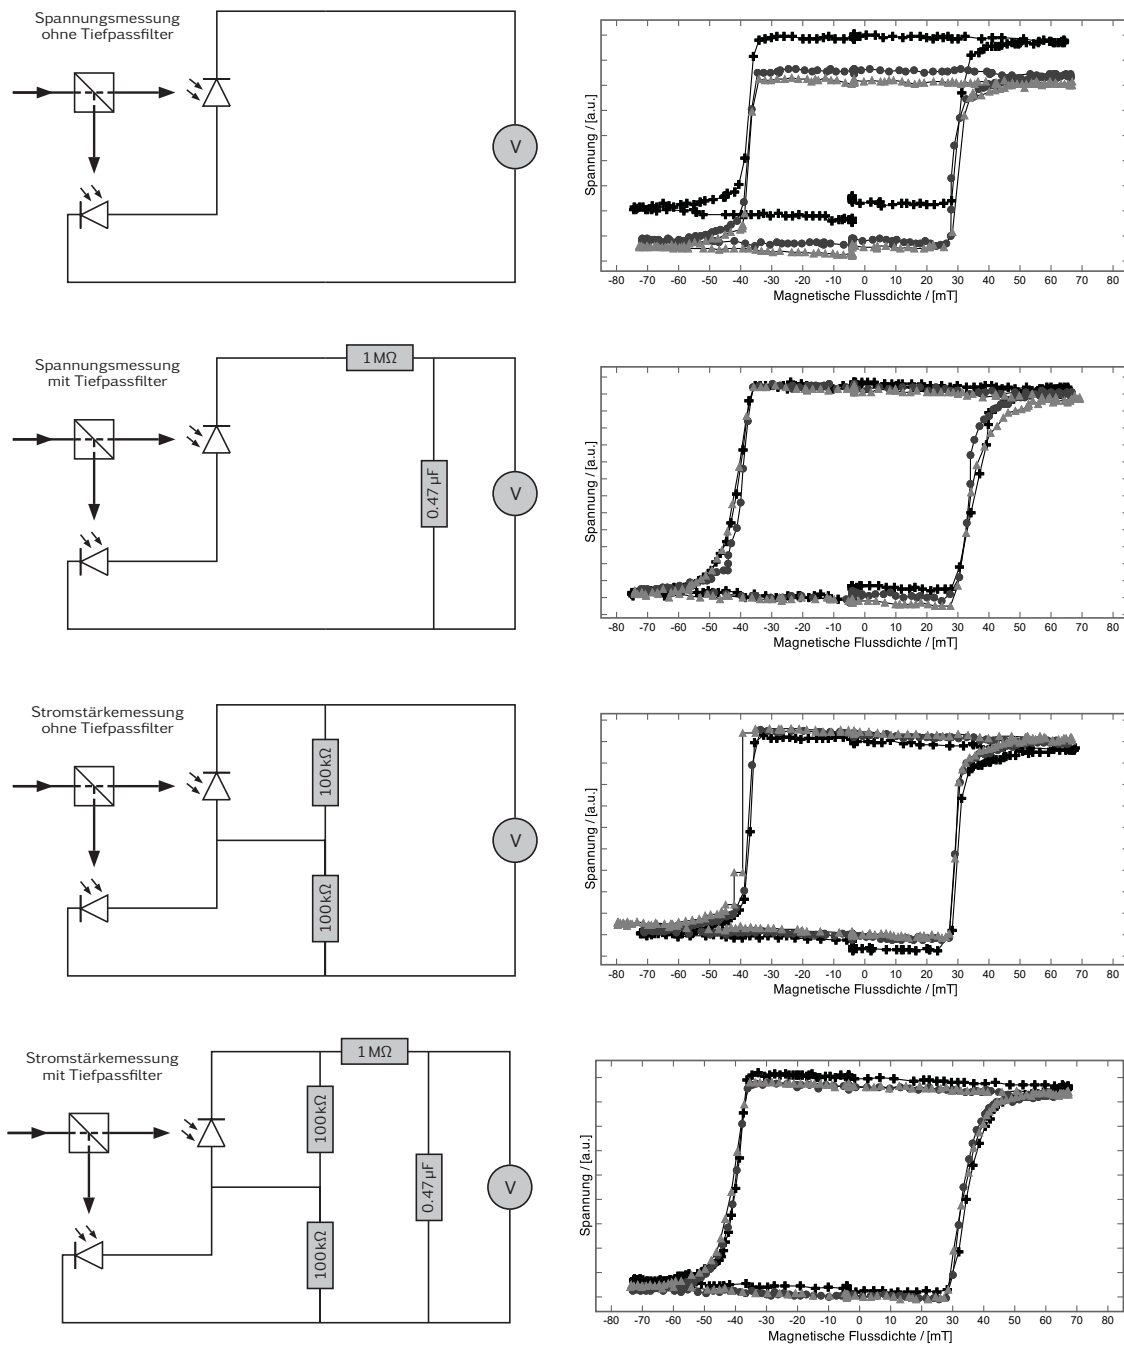 Spannungsmessung
ohne Tiefpassfilter
V
Spannung / [a.u.]
-80 -70 -60 -50 -40 -30 -20 -10 0 10 20 30 40 50 60 70 80
Magnetische Flussdichte / [mT]
Spannungsmessung
mit Tiefpassfilter
1 MΩ
0.47 µF
V
Spannung / [a.u.]
-80 -70 -60 -50 -40 -30 -20 -10 0 10 20 30 40 50 60 70 80
Magnetische Flussdichte / [mT]
Stromstärkemessung
ohne Tiefpassfilter
100 kΩ
100 kΩ
V
Spannung / [a.u.]
-80 -70 -60 -50 -40 -30 -20 -10 0 10 20 30 40 50 60 70 80
Magnetische Flussdichte / [mT]
Stromstärkemessung
mit Tiefpassfilter
1 MΩ
100 kΩ
100 kΩ
0.47 µF
V
Spannung / [a.u.]
-80 -70 -60 -50 -40 -30 -20 -10 0 10 20 30 40 50 60 70 80
Magnetische Flussdichte / [mT]